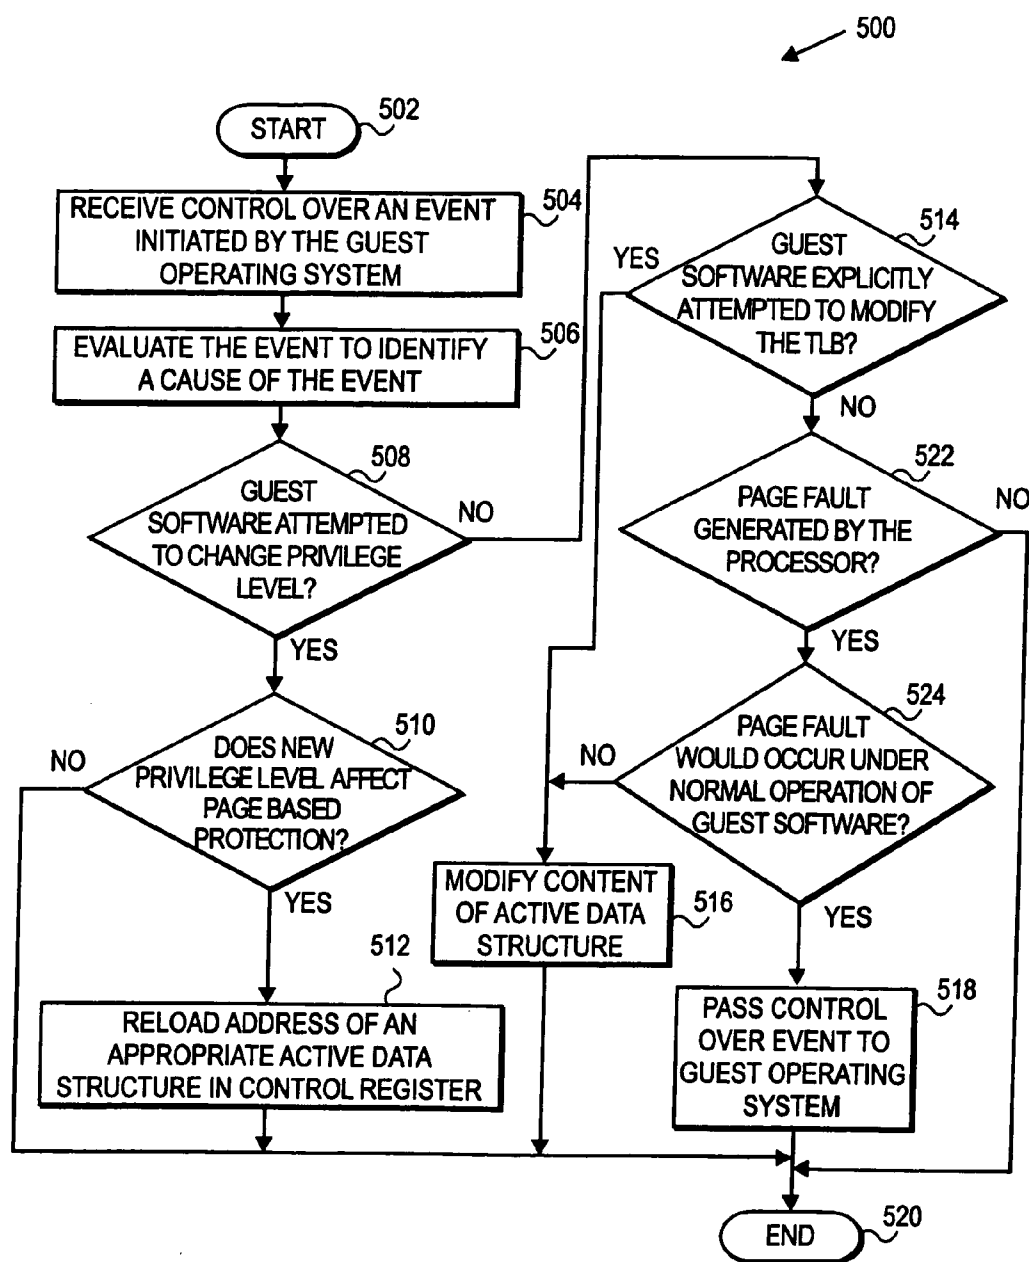 500
START
502
RECEIVE CONTROL OVER AN EVENT
INITIATED BY THE GUEST
OPERATING SYSTEM
504
EVALUATE THE EVENT TO IDENTIFY
A CAUSE OF THE EVENT
506
GUEST
SOFTWARE ATTEMPTED
TO CHANGE PRIVILEGE
LEVEL?
508
NO
YES
DOES NEW
PRIVILEGE LEVEL AFFECT
PAGE BASED
PROTECTION?
510
NO
YES
512
RELOAD ADDRESS OF AN
APPROPRIATE ACTIVE DATA
STRUCTURE IN CONTROL REGISTER
GUEST
SOFTWARE EXPLICITLY
ATTEMPTED TO MODIFY
THE TLB?
514
YES
NO
PAGE FAULT
GENERATED BY THE
PROCESSOR?
522
NO
YES
PAGE FAULT
WOULD OCCUR UNDER
NORMAL OPERATION OF
GUEST SOFTWARE?
524
NO
YES
MODIFY CONTENT
OF ACTIVE DATA
STRUCTURE
516
PASS CONTROL
OVER EVENT TO
GUEST OPERATING
SYSTEM
518
END
520